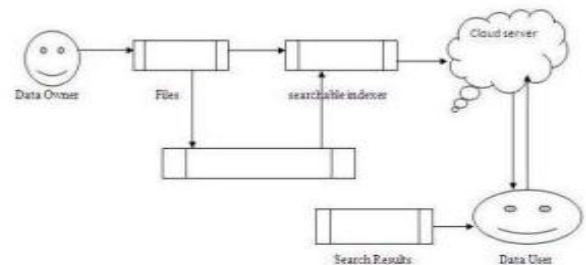 Cloud server
Data Owner
Files
searchable indexer
Search Results
Data User